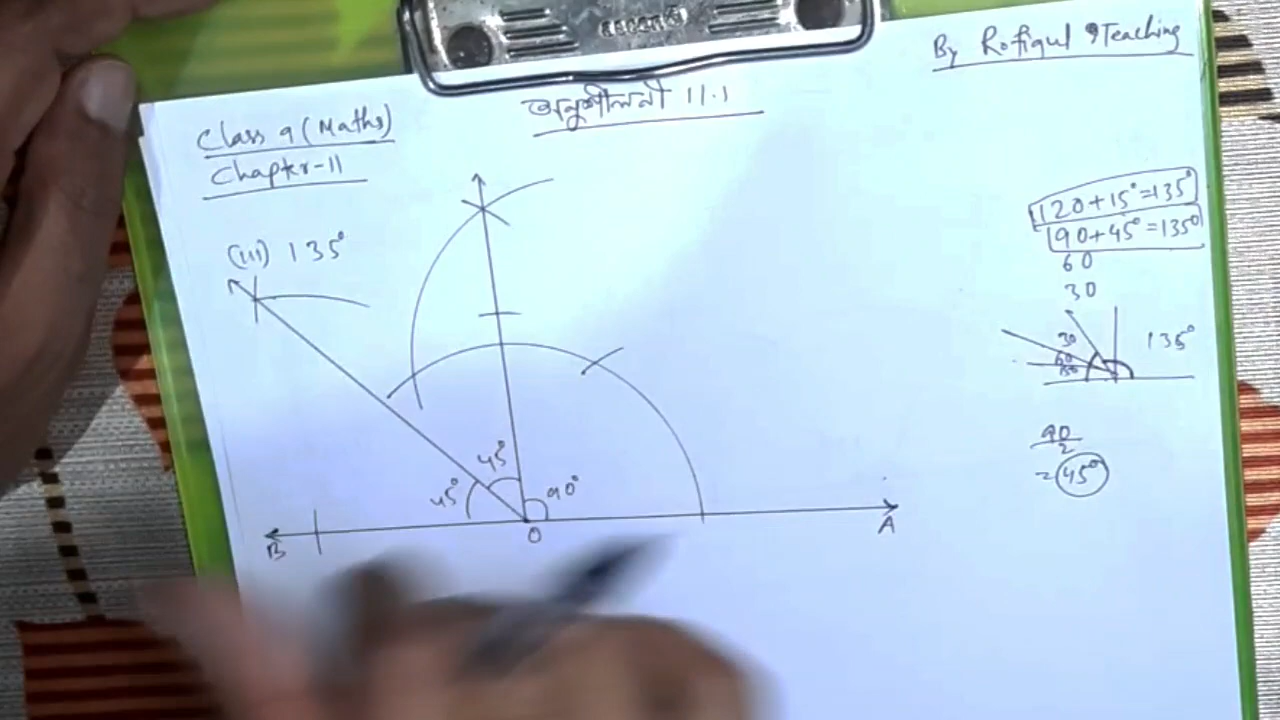 By Rofiqul Teaching
অনুশীলনী 11.1
Class 9 (Maths)
Chapter-11
(iii) 135°
120+15°=135°
90+45°=135°
60
30
30
60
135°
90
2
=45°
45°
45°
90°
B
O
A